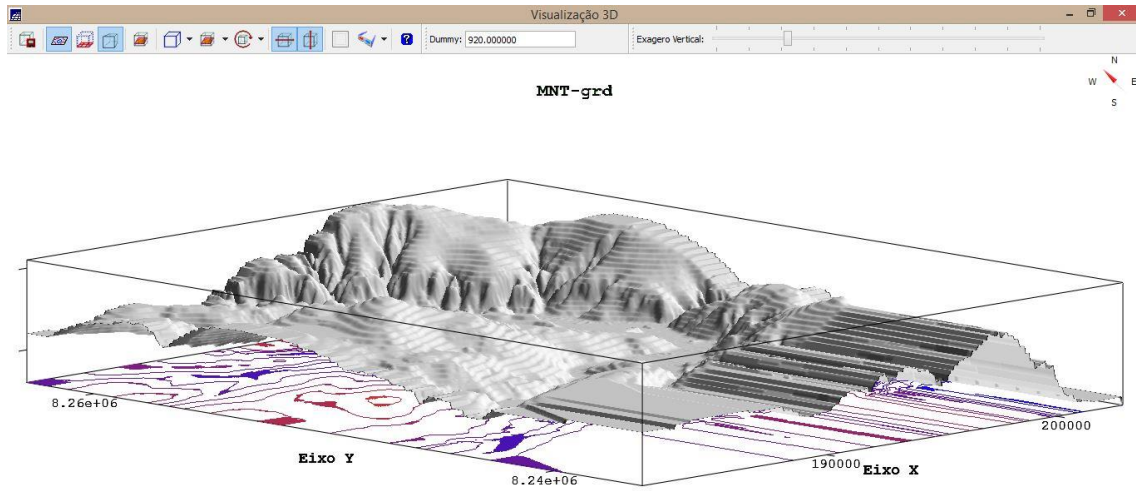 Visualização 3D
Dummy: 920.000000 Exagero Vertical:
N
W E
S
MNT-grd
8.26e+06
Eixo Y
8.24e+06
190000
Eixo X
200000